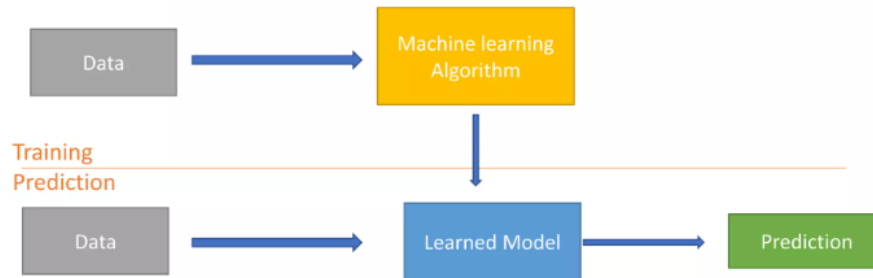 Data
Machine learning
Algorithm
Training
Prediction
Data
Learned Model
Prediction